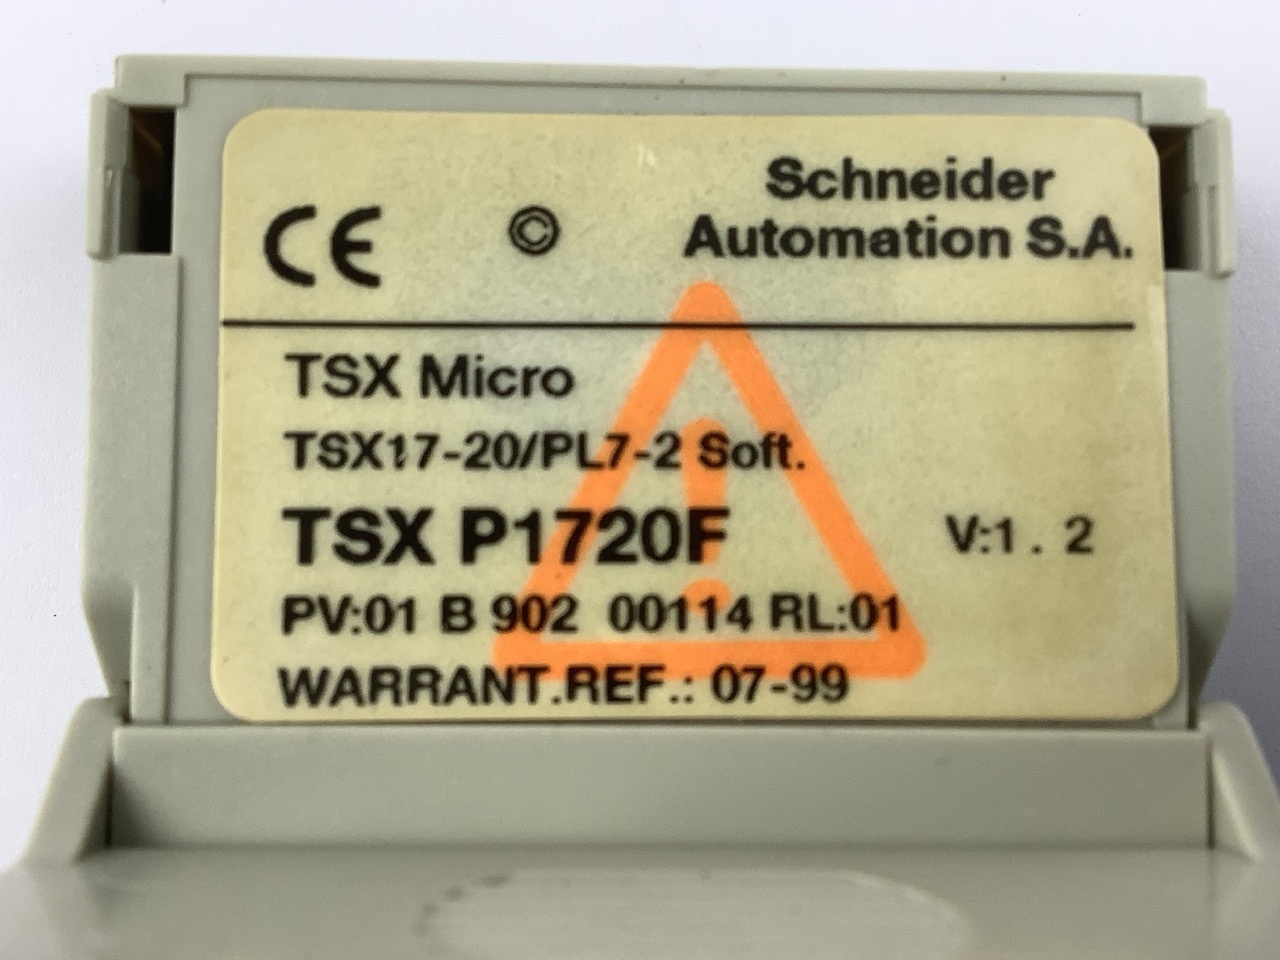 CE © Schneider
Automation S.A.
TSX Micro
TSX17-20/PL7-2 Soft.
TSX P1720F V:1 . 2
PV:01 B 902 00114 RL:01
WARRANT.REF.: 07-99